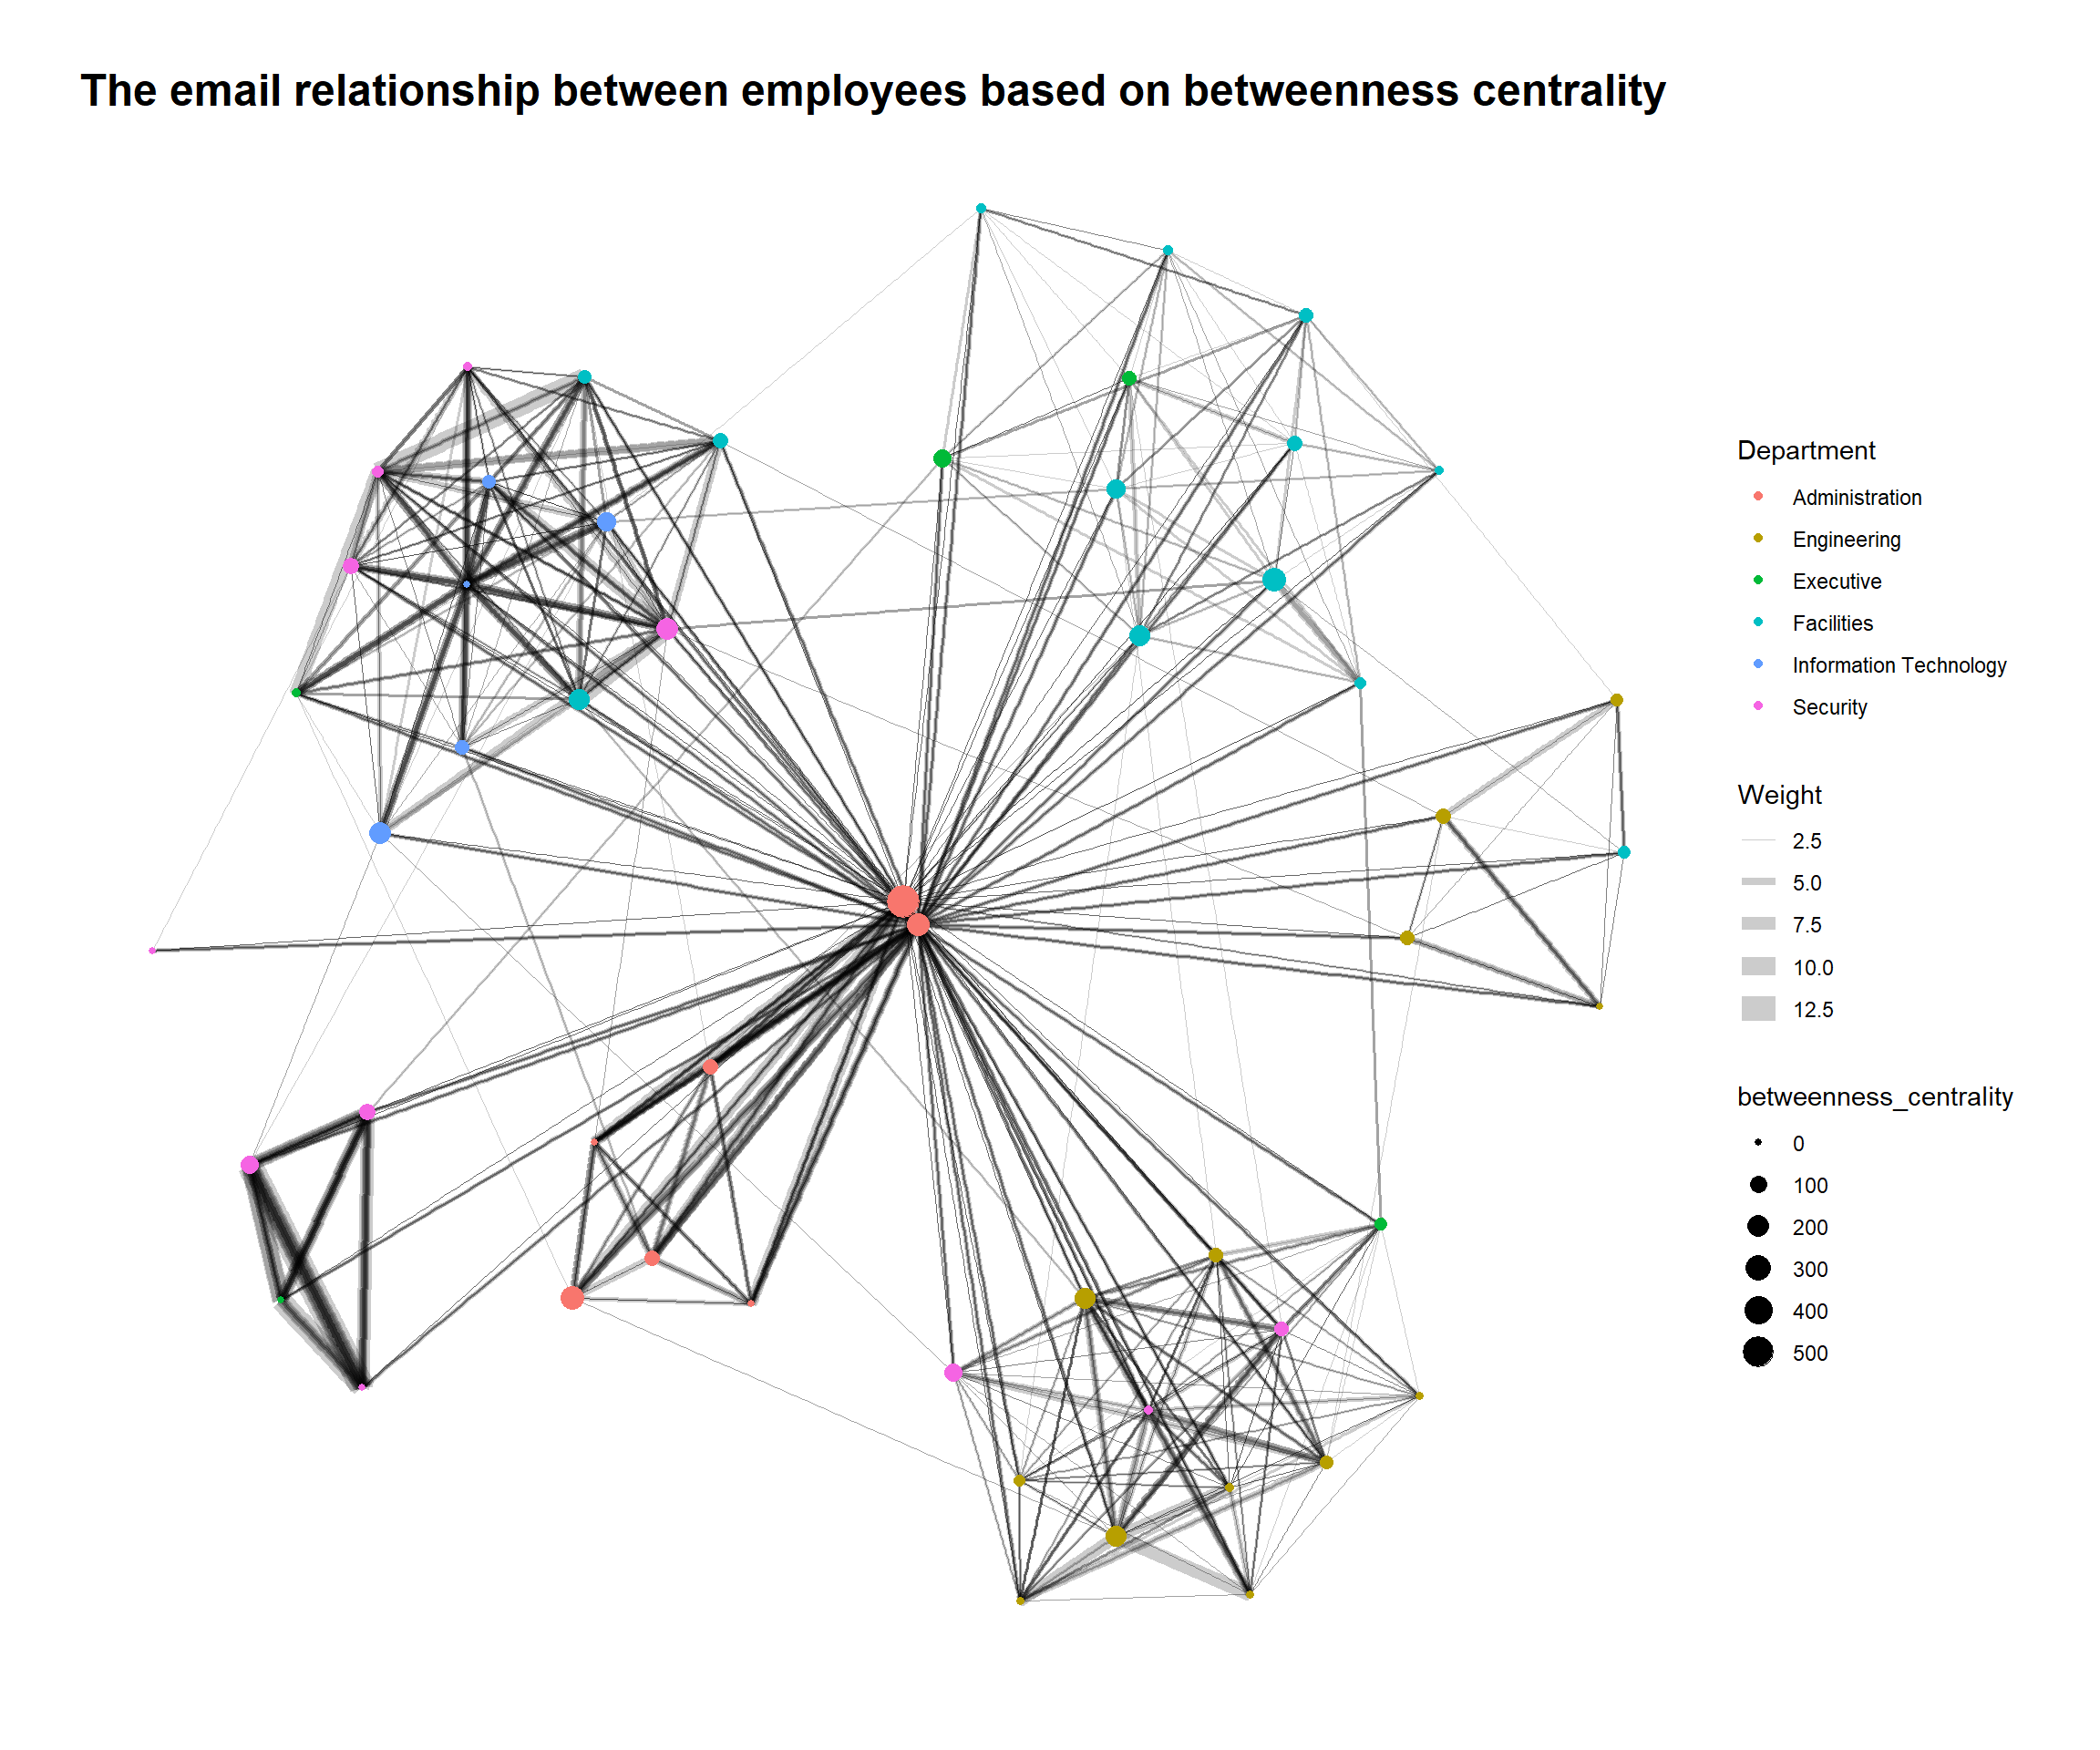 The email relationship between employees based on betweenness centrality
Department
Administration
Engineering
Executive
Facilities
Information Technology
Security
Weight
2.5
5.0
7.5
10.0
12.5
betweenness_centrality
0
100
200
300
400
500